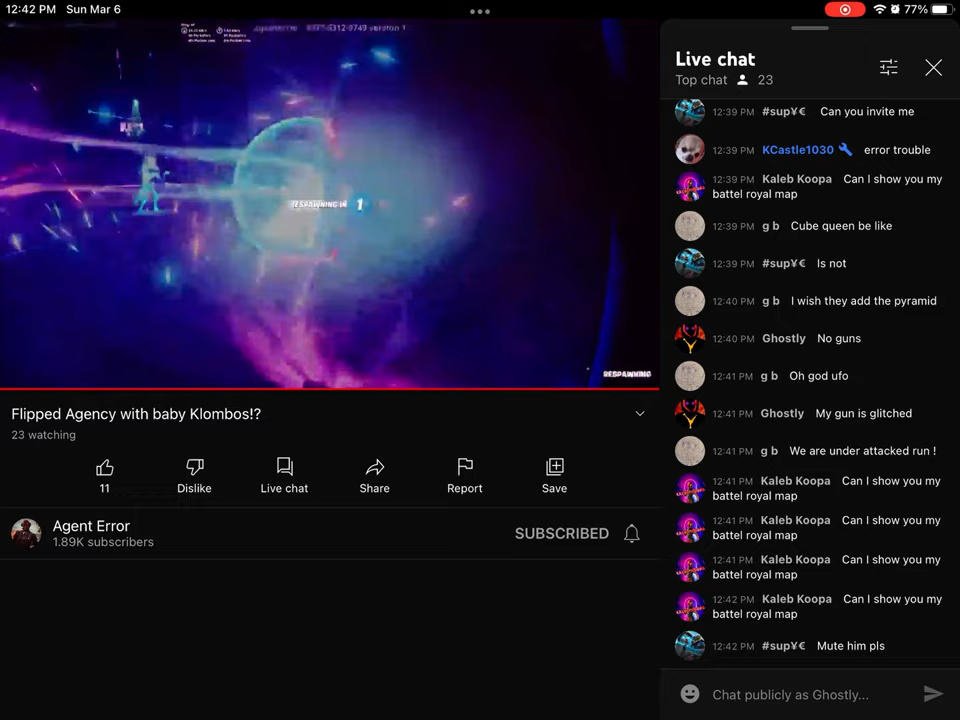 12:42 PM Sun Mar 6
77%
RESPAWNING IN 1
RESPAWNING
Flipped Agency with baby Klombos!?
23 watching
11
Dislike
Live chat
Share
Report
Save
Agent Error
1.89K subscribers
SUBSCRIBED
Live chat
Top chat 23
12:39 PM #sup¥€ Can you invite me
12:39 PM KCastle1030 error trouble
12:39 PM Kaleb Koopa Can I show you my
battel royal map
12:39 PM g b Cube queen be like
12:39 PM #sup¥€ Is not
12:40 PM g b I wish they add the pyramid
12:40 PM Ghostly No guns
12:41 PM g b Oh god ufo
12:41 PM Ghostly My gun is glitched
12:41 PM g b We are under attacked run !
12:41 PM Kaleb Koopa Can I show you my
battel royal map
12:41 PM Kaleb Koopa Can I show you my
battel royal map
12:41 PM Kaleb Koopa Can I show you my
battel royal map
12:42 PM Kaleb Koopa Can I show you my
battel royal map
12:42 PM #sup¥€ Mute him pls
Chat publicly as Ghostly...